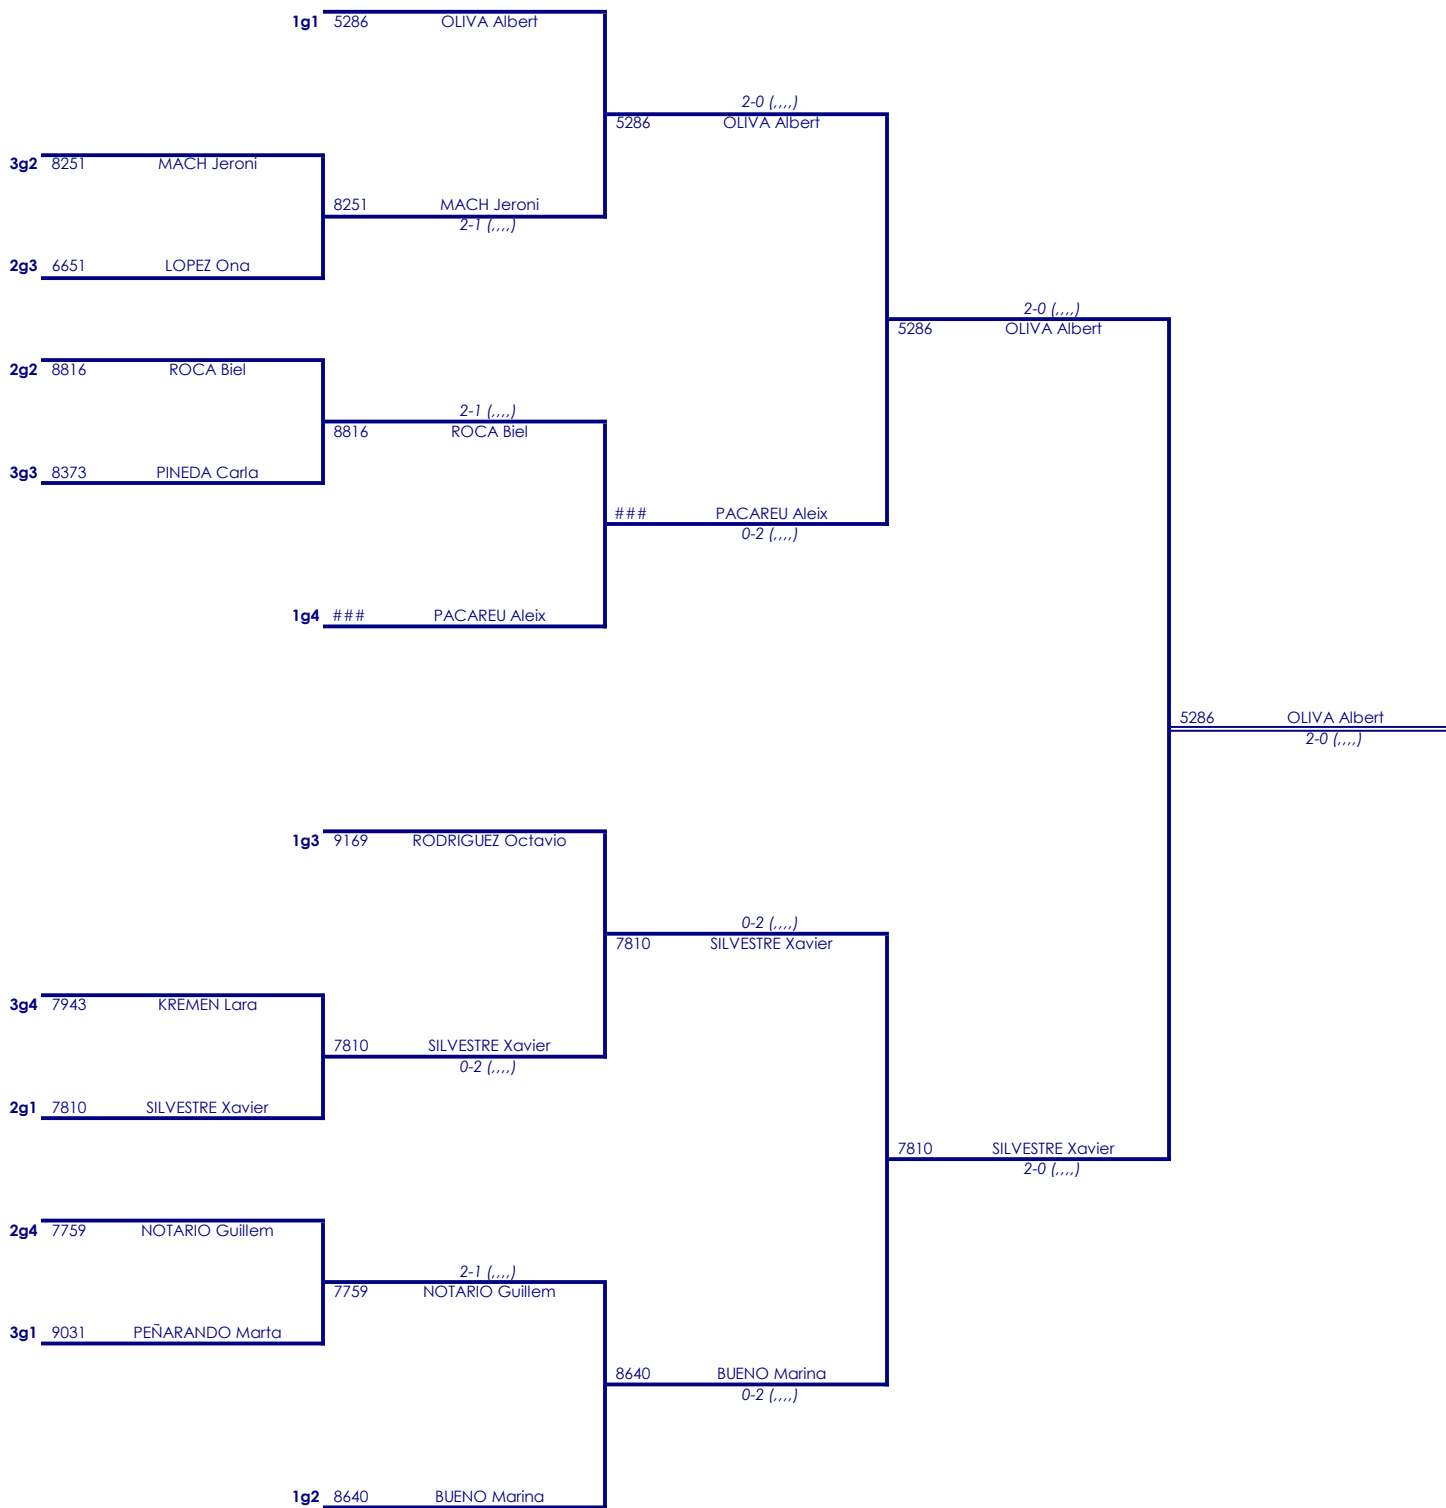 1g1 5286 OLIVA Albert
2-0 (,,,,)
5286 OLIVA Albert
3g2 8251 MACH Jeroni
8251 MACH Jeroni
2-1 (,,,,)
2g3 6651 LOPEZ Ona
2-0 (,,,,)
5286 OLIVA Albert
2g2 8816 ROCA Biel
2-1 (,,,,)
8816 ROCA Biel
3g3 8373 PINEDA Carla
### PACAREU Aleix
0-2 (,,,,)
1g4 ### PACAREU Aleix
5286 OLIVA Albert
2-0 (,,,,)
1g3 9169 RODRIGUEZ Octavio
0-2 (,,,,)
7810 SILVESTRE Xavier
3g4 7943 KREMEN Lara
7810 SILVESTRE Xavier
0-2 (,,,,)
2g1 7810 SILVESTRE Xavier
7810 SILVESTRE Xavier
2-0 (,,,,)
2g4 7759 NOTARIO Guillem
2-1 (,,,,)
7759 NOTARIO Guillem
3g1 9031 PEÑARANDO Marta
8640 BUENO Marina
0-2 (,,,,)
1g2 8640 BUENO Marina